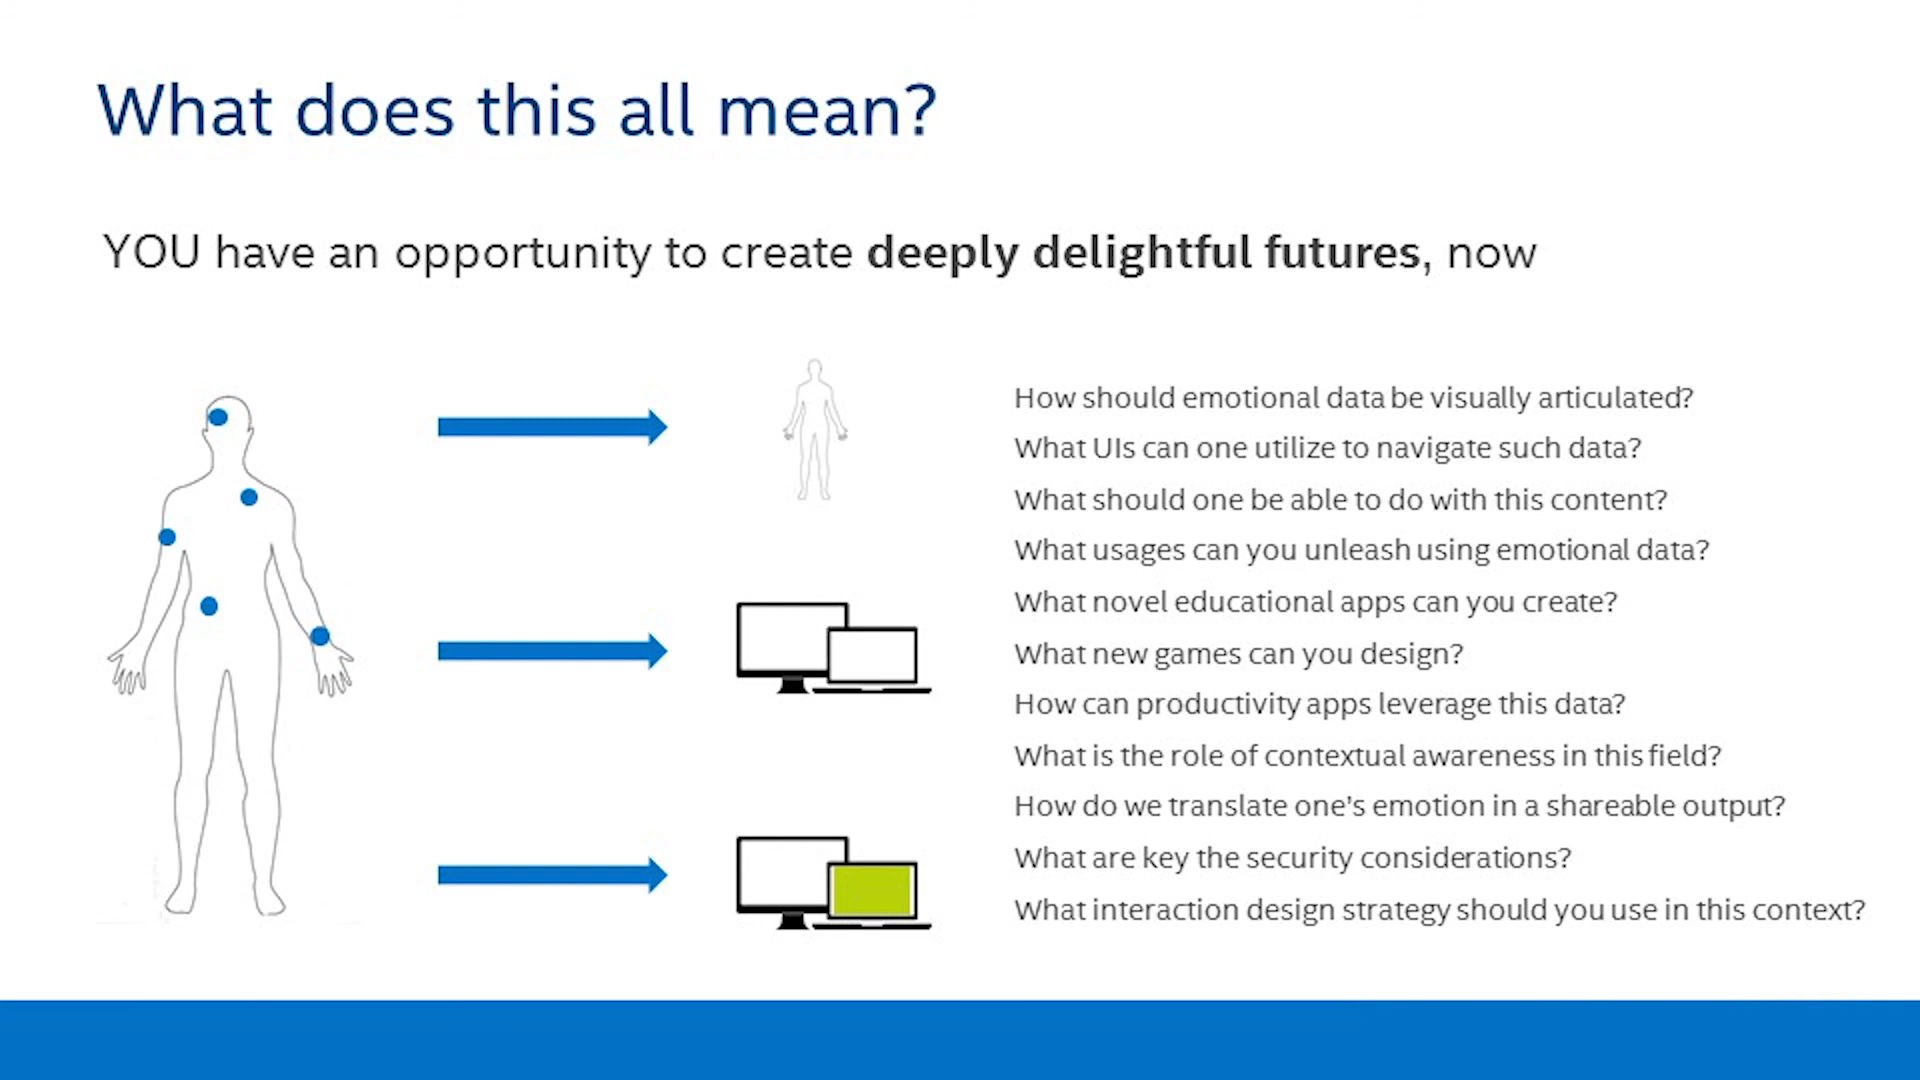 What does this all mean?
YOU have an opportunity to create deeply delightful futures, now
How should emotional data be visually articulated?
What UIs can one utilize to navigate such data?
What should one be able to do with this content?
What usages can you unleash using emotional data?
What novel educational apps can you create?
What new games can you design?
How can productivity apps leverage this data?
What is the role of contextual awareness in this field?
How do we translate one's emotion in a shareable output?
What are key the security considerations?
What interaction design strategy should you use in this context?